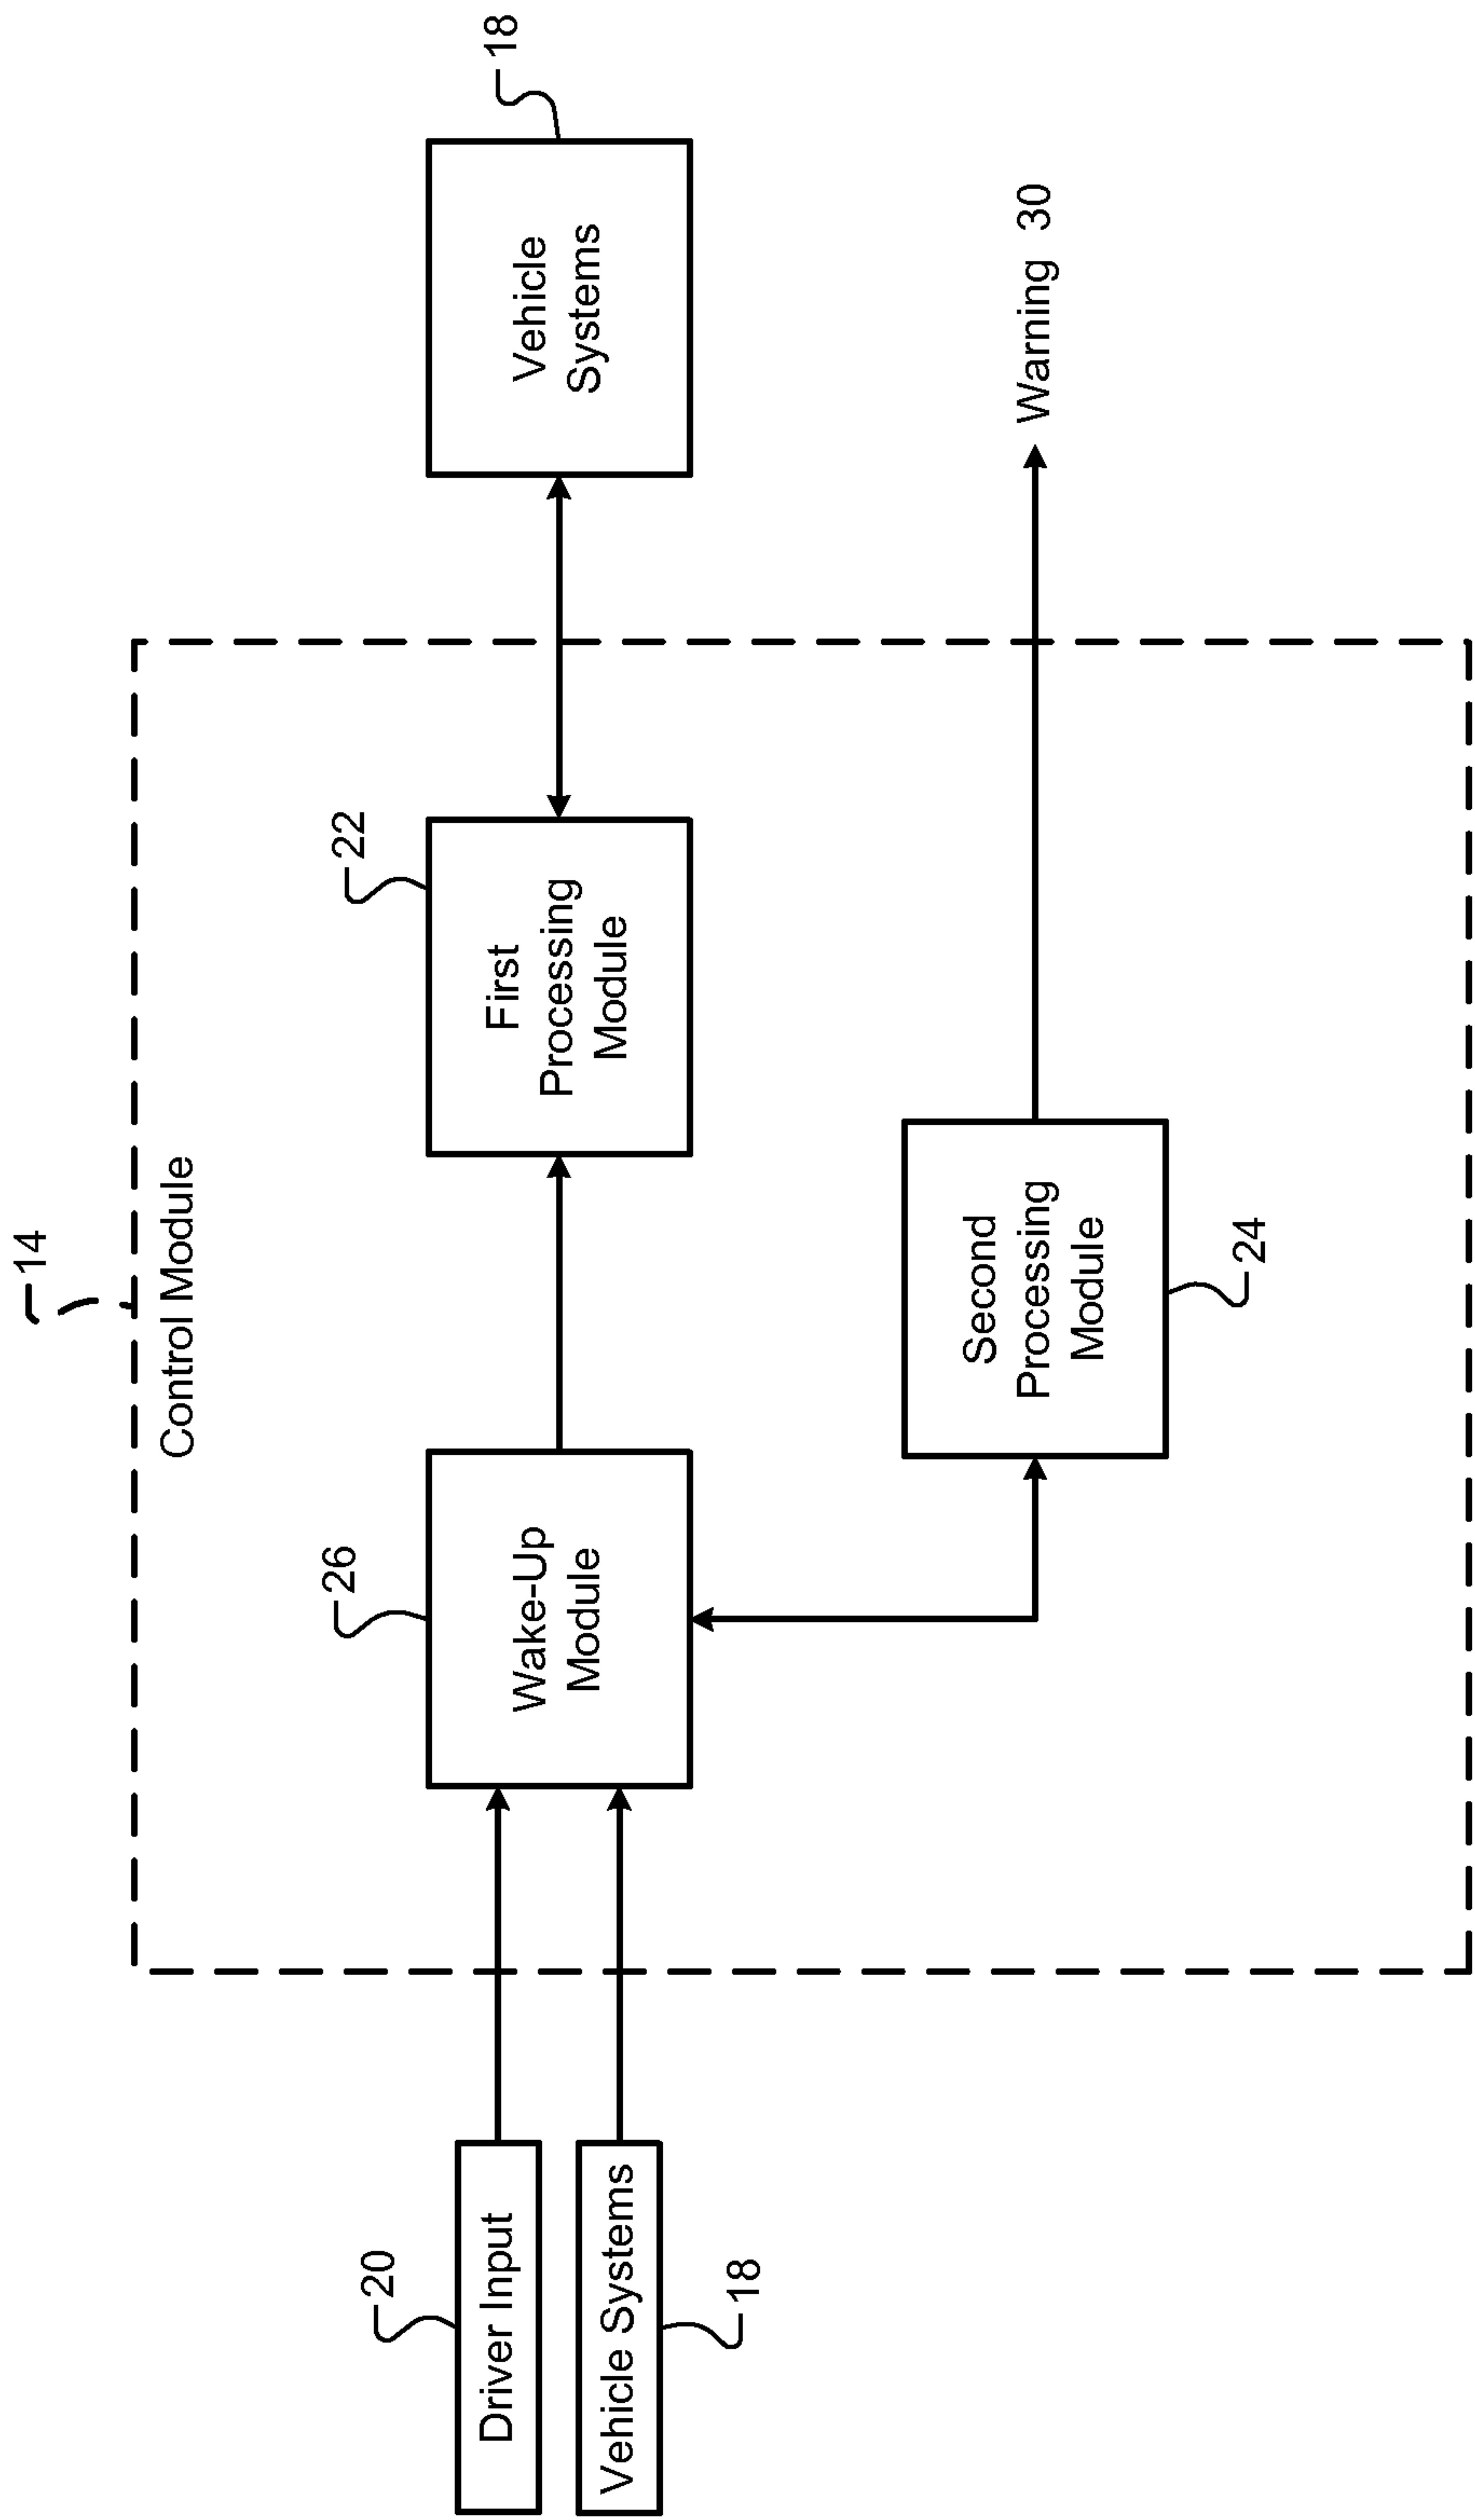 14
Control Module
20
Driver Input
Vehicle Systems
18
26
Wake-Up
Module
22
First
Processing
Module
18
Vehicle
Systems
Second
Processing
Module
24
Warning 30